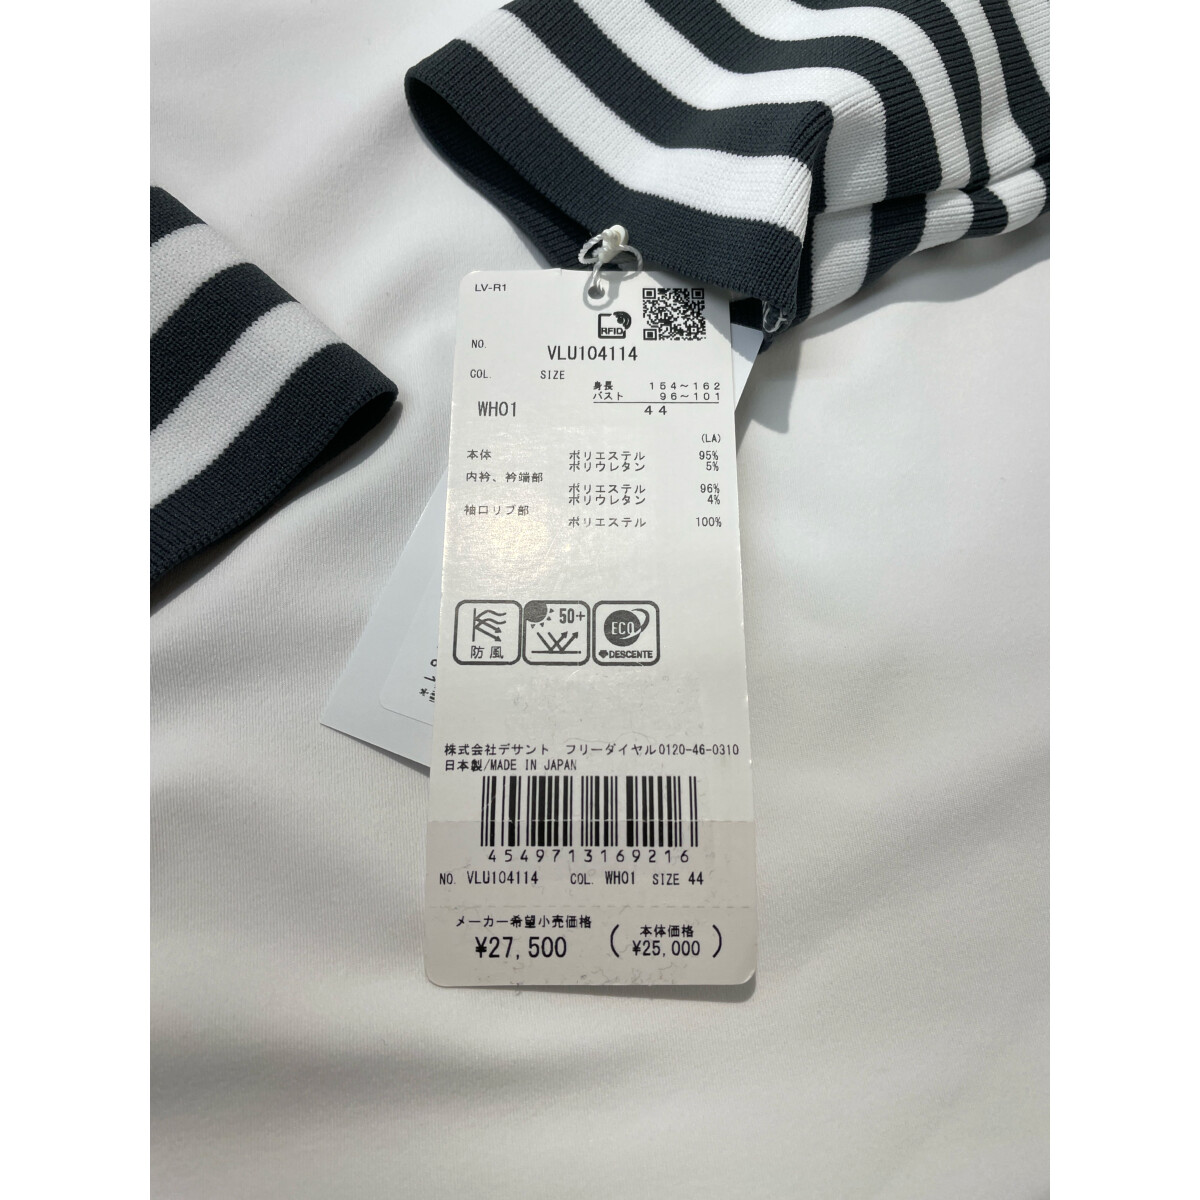 LV-R1
RFID
NO. VLU104114
COL. SIZE
身長 154～162
バスト 96～101
WH01 44
(LA)
本体 ポリエステル 95%
ポリウレタン 5%
内衿、衿端部
ポリエステル 96%
ポリウレタン 4%
袖口リブ部
ポリエステル 100%
防風
50+
ECO
DESCENTE
株式会社デサント フリーダイヤル0120-46-0310
日本製/MADE IN JAPAN
4549713169216
NO. VLU104114 COL. WH01 SIZE 44
メーカー希望小売価格
¥27,500
(本体価格
¥25,000)